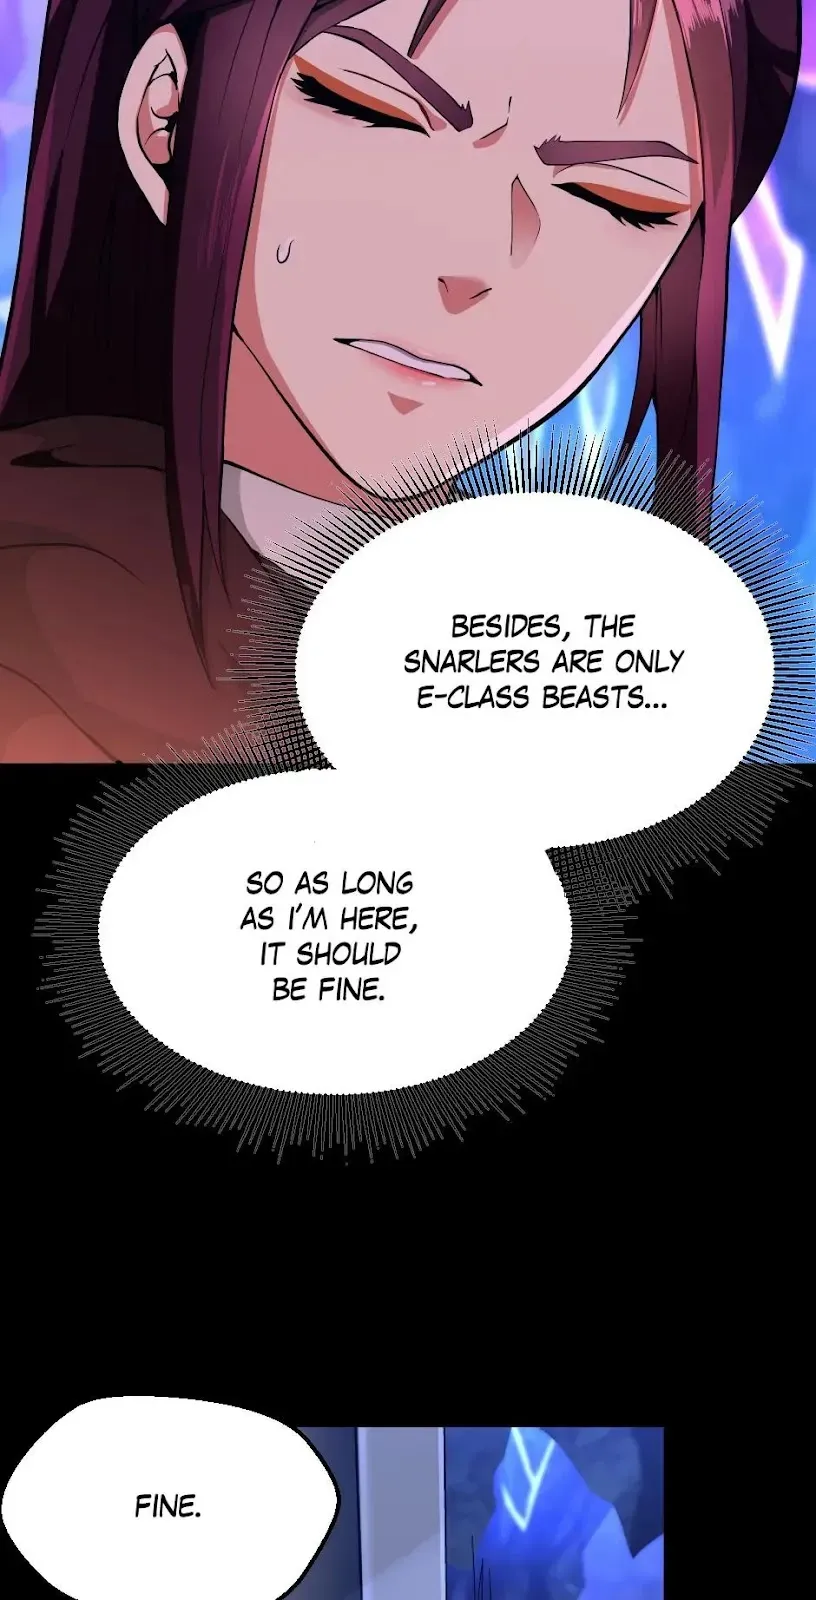 BESIDES, THE
SNARLERS ARE ONLY
E-CLASS BEASTS...
SO AS LONG
AS I'M HERE,
IT SHOULD
BE FINE.
FINE.